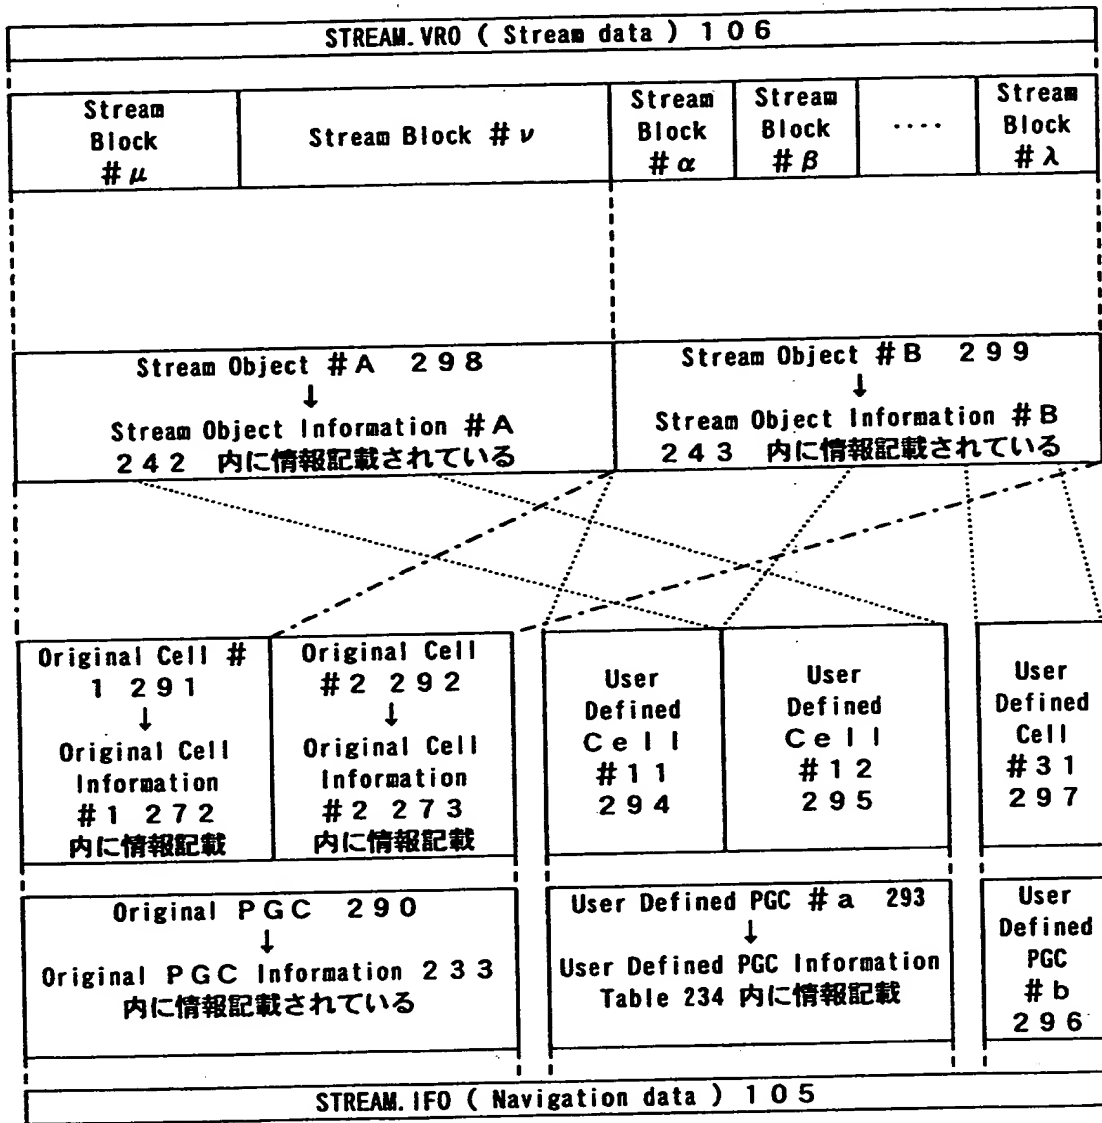 STREAM.VRO ( Stream data ) １０６
Stream
Block
#μ
Stream Block #ν
Stream
Block
#α
Stream
Block
#β
····
Stream
Block
#λ
Stream Object #A ２９８
↓
Stream Object Information #A
２４２ 内に情報記載されている
Stream Object #B ２９９
↓
Stream Object Information #B
２４３ 内に情報記載されている
Original Cell #
１ ２９１
↓
Original Cell
Information
#１ ２７２
内に情報記載
Original Cell
#２ ２９２
↓
Original Cell
Information
#２ ２７３
内に情報記載
User
Defined
Ｃｅｌｌ
#１１
２９４
User
Defined
Ｃｅｌｌ
#１２
２９５
User
Defined
Cell
#３１
２９７
Original ＰＧＣ ２９０
↓
Original ＰＧＣ Information ２３３
内に情報記載されている
User Defined PGC #ａ 293
↓
User Defined PGC Information
Table 234 内に情報記載
User
Defined
PGC
#ｂ
２９６
STREAM.IFO ( Navigation data ) １０５